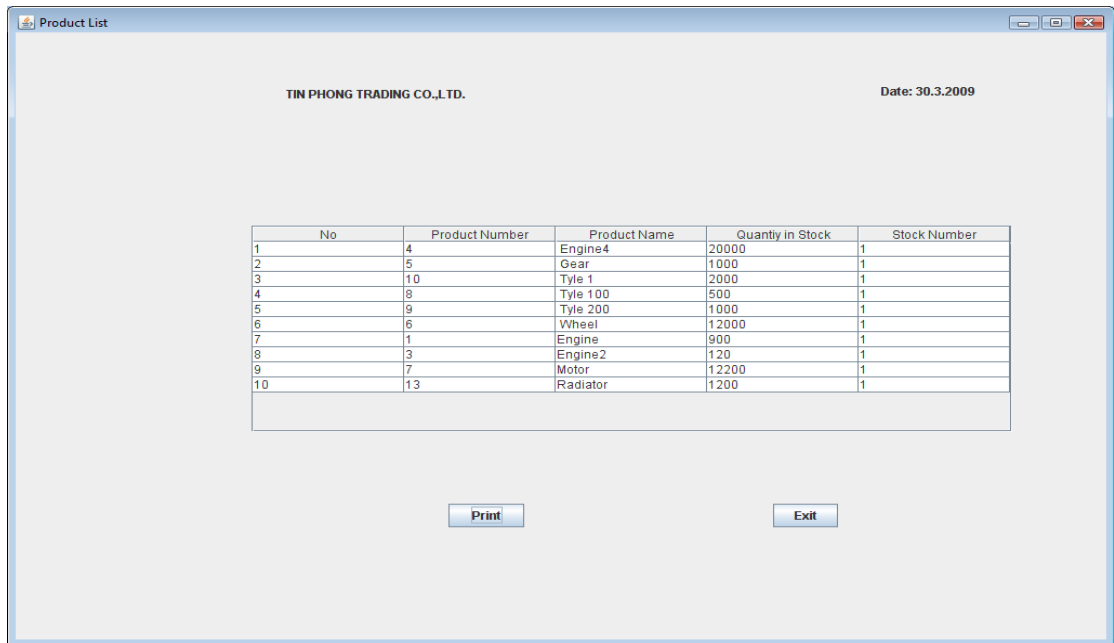 Product List
TIN PHONG TRADING CO.,LTD.
Date: 30.3.2009
No Product Number Product Name Quantiy in Stock Stock Number
1 4 Engine4 20000 1
2 5 Gear 1000 1
3 10 Tyle 1 2000 1
4 8 Tyle 100 500 1
5 9 Tyle 200 1000 1
6 6 Wheel 12000 1
7 1 Engine 900 1
8 3 Engine2 120 1
9 7 Motor 12200 1
10 13 Radiator 1200 1
Print Exit